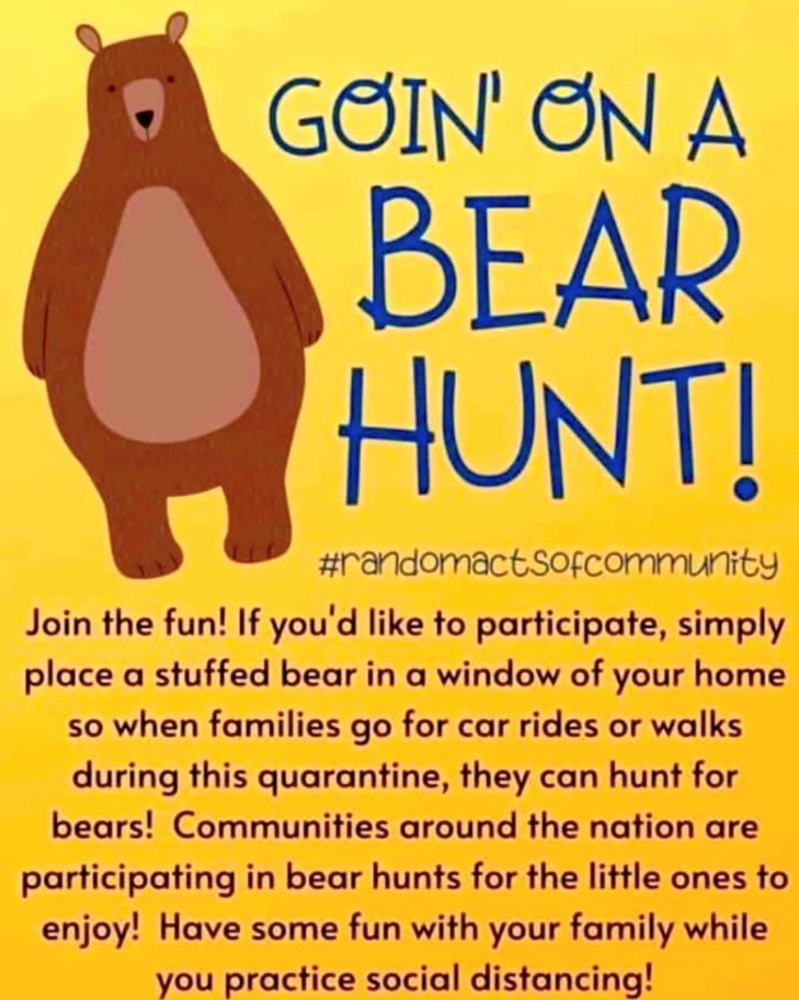 GOIN' ON A
BEAR
HUNT!
#randomactsofcommunity
Join the fun! If you'd like to participate, simply
place a stuffed bear in a window of your home
so when families go for car rides or walks
during this quarantine, they can hunt for
bears! Communities around the nation are
participating in bear hunts for the little ones to
enjoy! Have some fun with your family while
you practice social distancing!